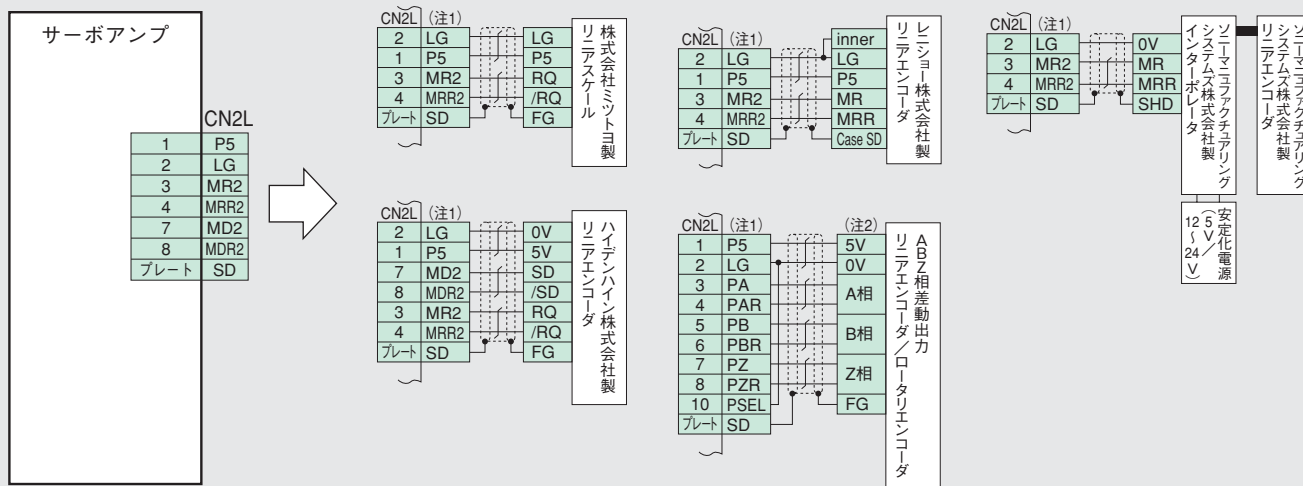 サーボアンプ
CN2L
1 P5
2 LG
3 MR2
4 MRR2
7 MD2
8 MDR2
プレート SD
CN2L (注1)
2 LG LG
1 P5 P5
3 MR2 RQ
4 MRR2 /RQ
プレート SD FG
株式会社ミツトヨ製
リニアスケール
CN2L (注1)
2 LG 0V
1 P5 5V
7 MD2 SD
8 MDR2 /SD
3 MR2 RQ
4 MRR2 /RQ
プレート SD FG
ハイデンハイン株式会社製
リニアエンコーダ
CN2L (注1)
inner
2 LG LG
1 P5 P5
3 MR2 MR
4 MRR2 MRR
プレート SD Case SD
レニショー株式会社製
リニアエンコーダ
CN2L (注1) (注2)
1 P5 5V
2 LG 0V
3 PA A相
4 PAR
5 PB B相
6 PBR
7 PZ Z相
8 PZR
10 PSEL FG
プレート SD
ABZ相差動出力
リニアエンコーダ/ロータリエンコーダ
CN2L (注1)
2 LG 0V
3 MR2 MR
4 MRR2 MRR
プレート SD SHD
ソニーマニュファクチュアリング
システムズ株式会社製
インターポレータ
ソニーマニュファクチュアリング
システムズ株式会社製
リニアエンコーダ
安定化電源
(5V/
12~24V)